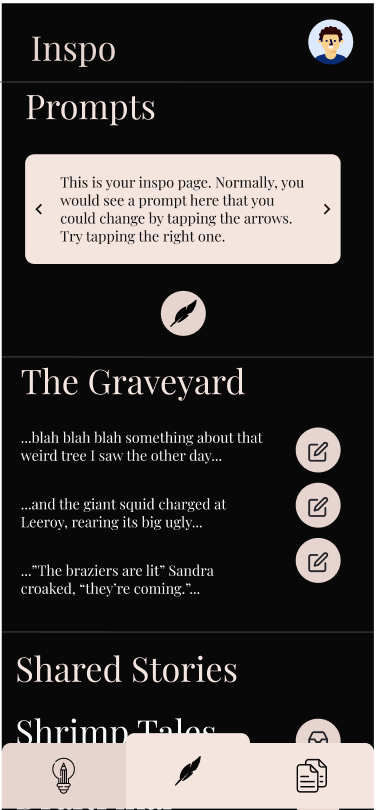 Inspo
Prompts
This is your inspo page. Normally, you
would see a prompt here that you
could change by tapping the arrows.
Try tapping the right one.
The Graveyard
...blah blah blah something about that
weird tree I saw the other day...
...and the giant squid charged at
Leeroy, rearing its big ugly...
...”The braziers are lit” Sandra
croaked, “they’re coming.”...
Shared Stories
Shrimp Tales